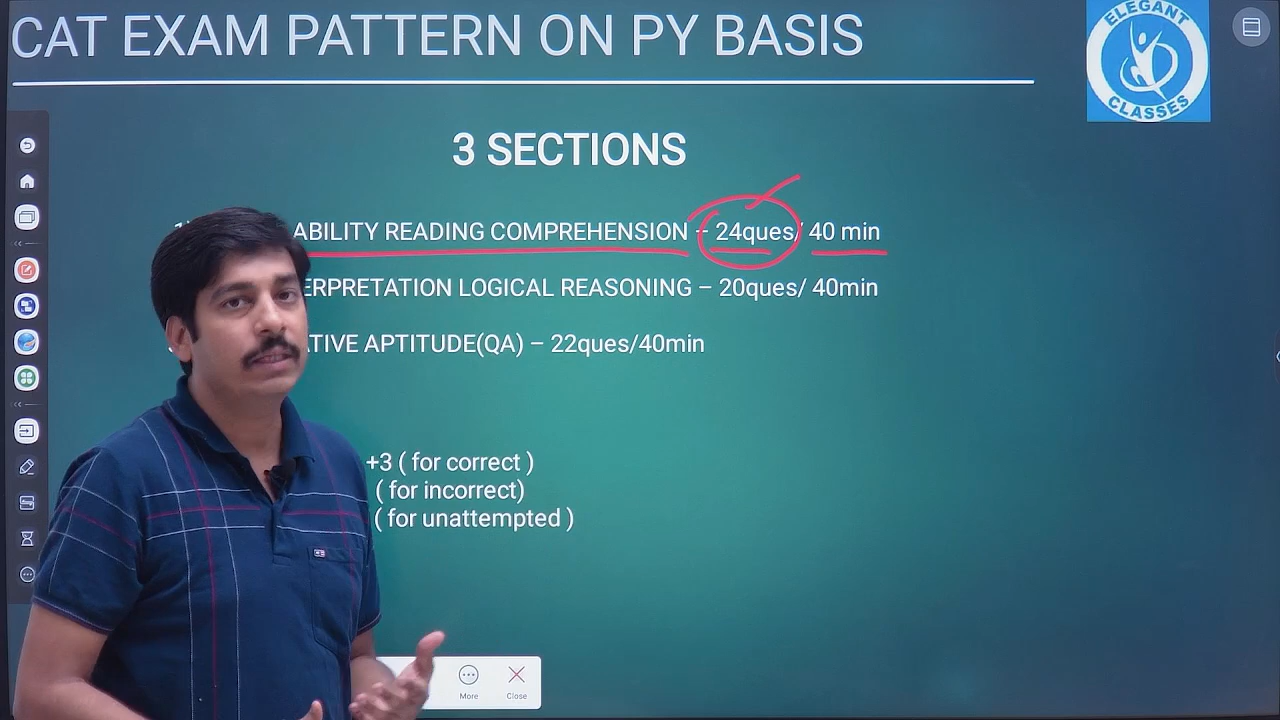 CAT EXAM PATTERN ON PY BASIS
ELEGANT
CLASSES
3 SECTIONS
ABILITY READING COMPREHENSION – 24ques/ 40 min
ERPRETATION LOGICAL REASONING – 20ques/ 40min
ATIVE APTITUDE(QA) – 22ques/40min
+3 ( for correct )
( for incorrect)
( for unattempted )
More
Close